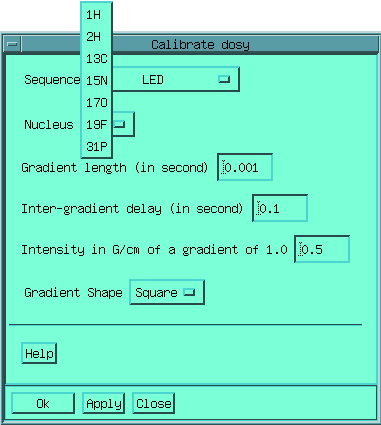 1H
2H
13C
15N
17O
19F
31P
Calibrate dosy
Sequence LED
Nucleus
Gradient length (in second) 0.001
Inter-gradient delay (in second) 0.1
Intensity in G/cm of a gradient of 1.0 0.5
Gradient Shape Square
Help
Ok Apply Close